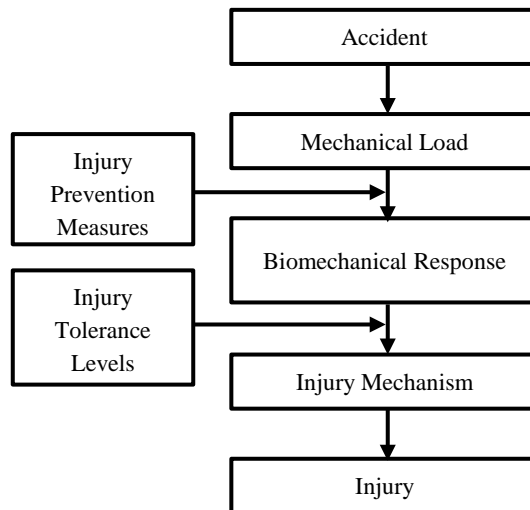 Accident
Mechanical Load
Injury
Prevention
Measures
Biomechanical Response
Injury
Tolerance
Levels
Injury Mechanism
Injury